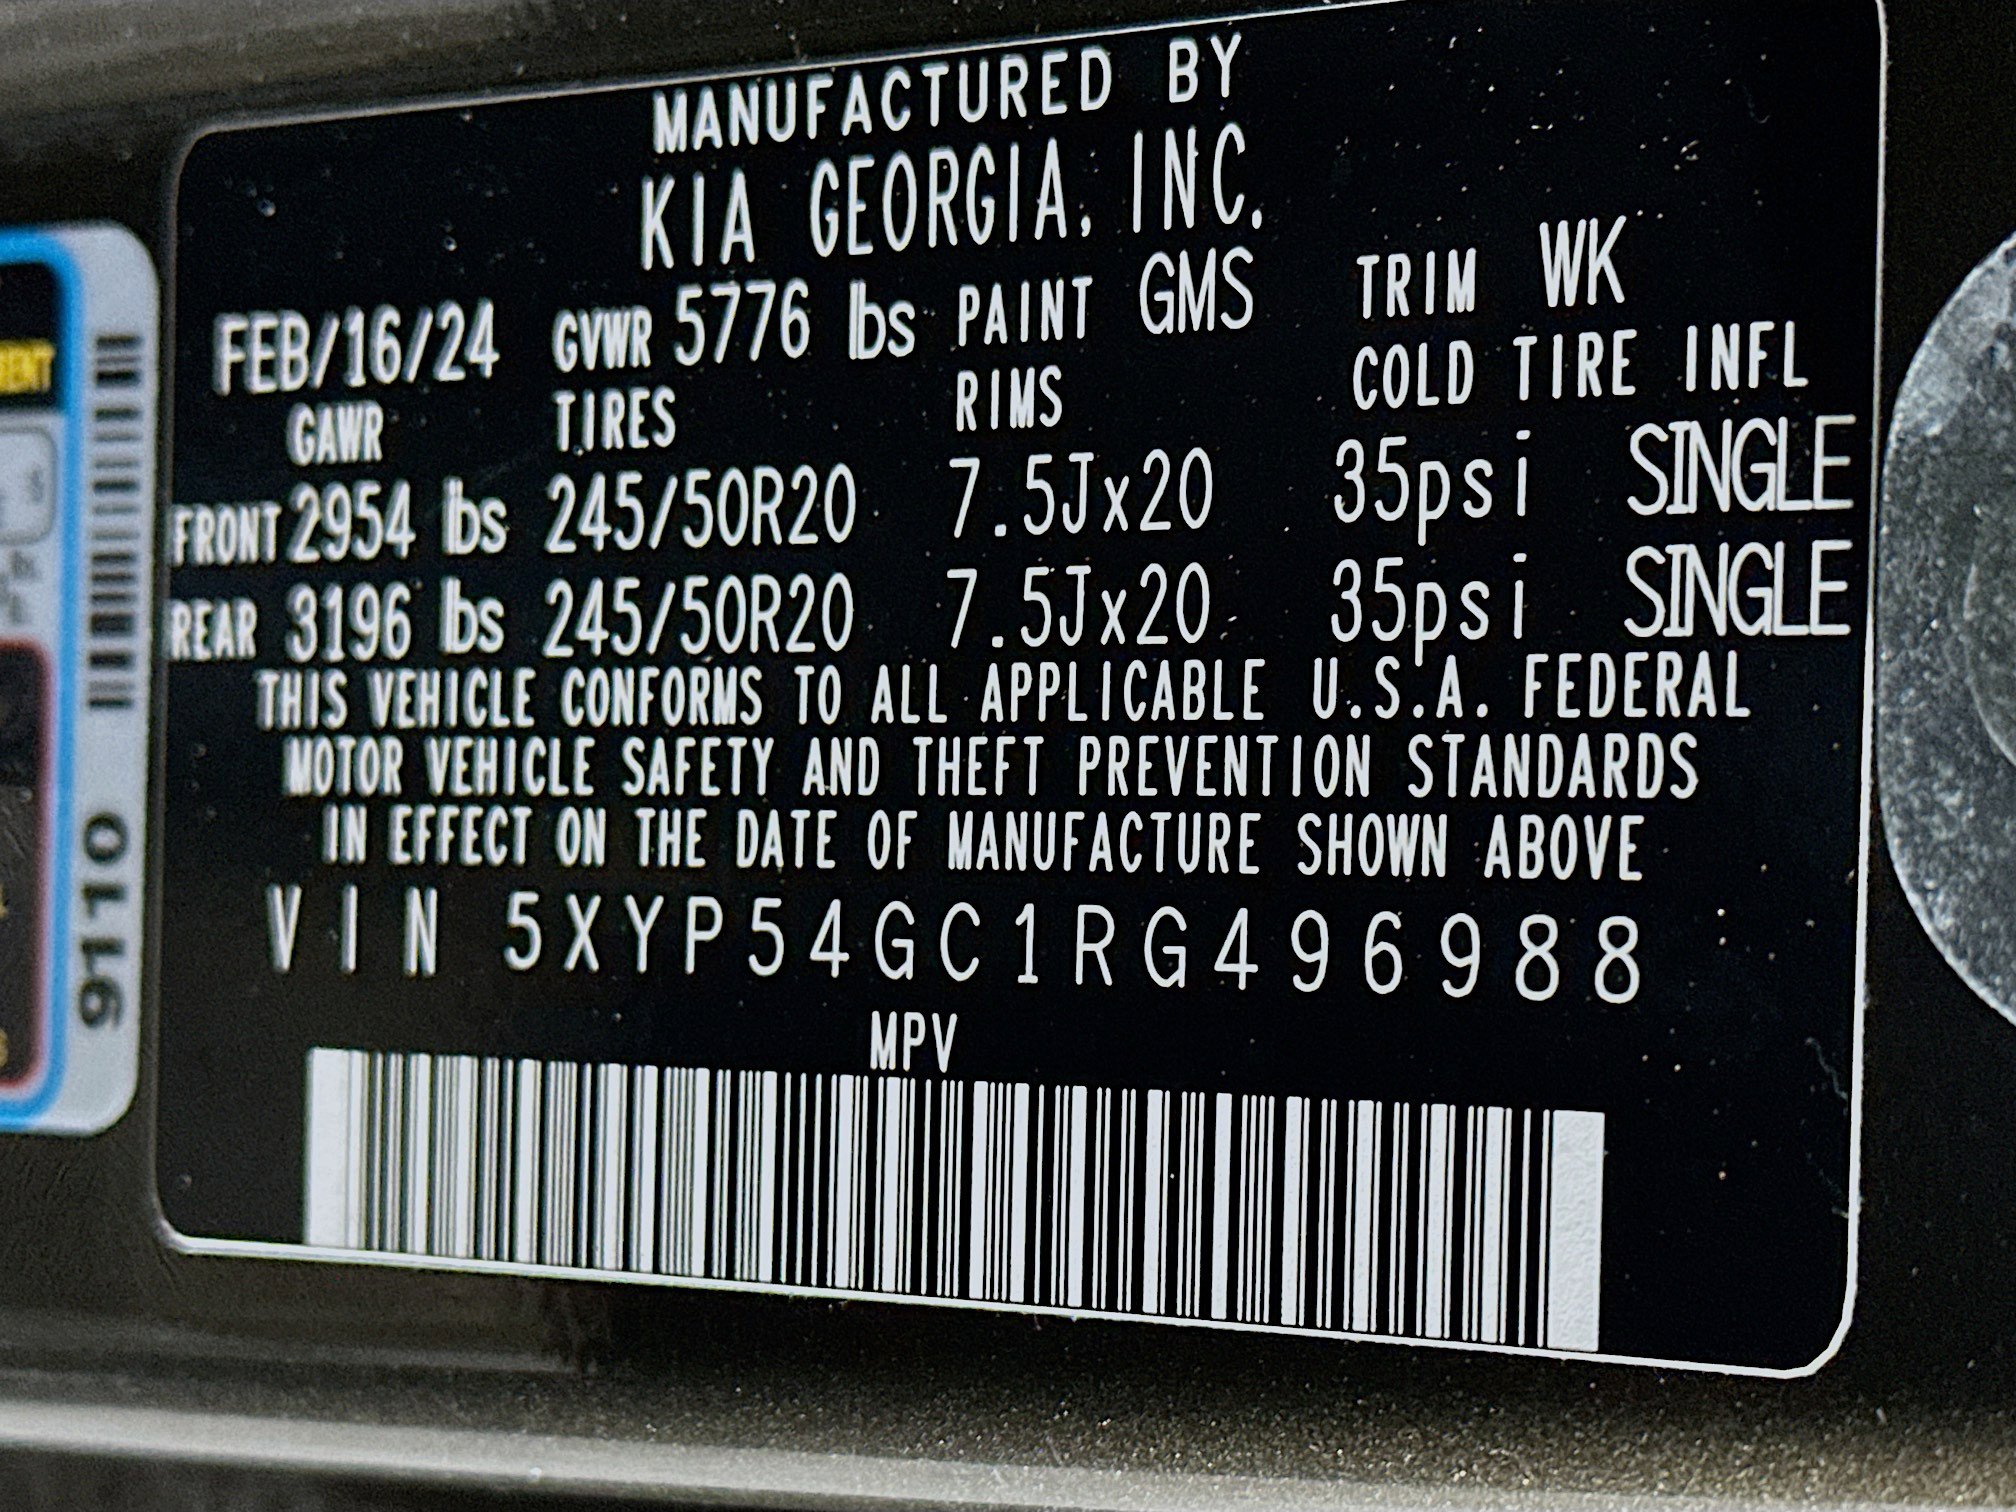 MANUFACTURED BY
KIA GEORGIA, INC.
FEB/16/24 GVWR 5776 lbs PAINT GMS TRIM WK
GAWR TIRES RIMS COLD TIRE INFL
FRONT 2954 lbs 245/50R20 7.5Jx20 35psi SINGLE
REAR 3196 lbs 245/50R20 7.5Jx20 35psi SINGLE
THIS VEHICLE CONFORMS TO ALL APPLICABLE U.S.A. FEDERAL
MOTOR VEHICLE SAFETY AND THEFT PREVENTION STANDARDS
IN EFFECT ON THE DATE OF MANUFACTURE SHOWN ABOVE
VIN 5XYP54GC1RG496988
MPV
9110